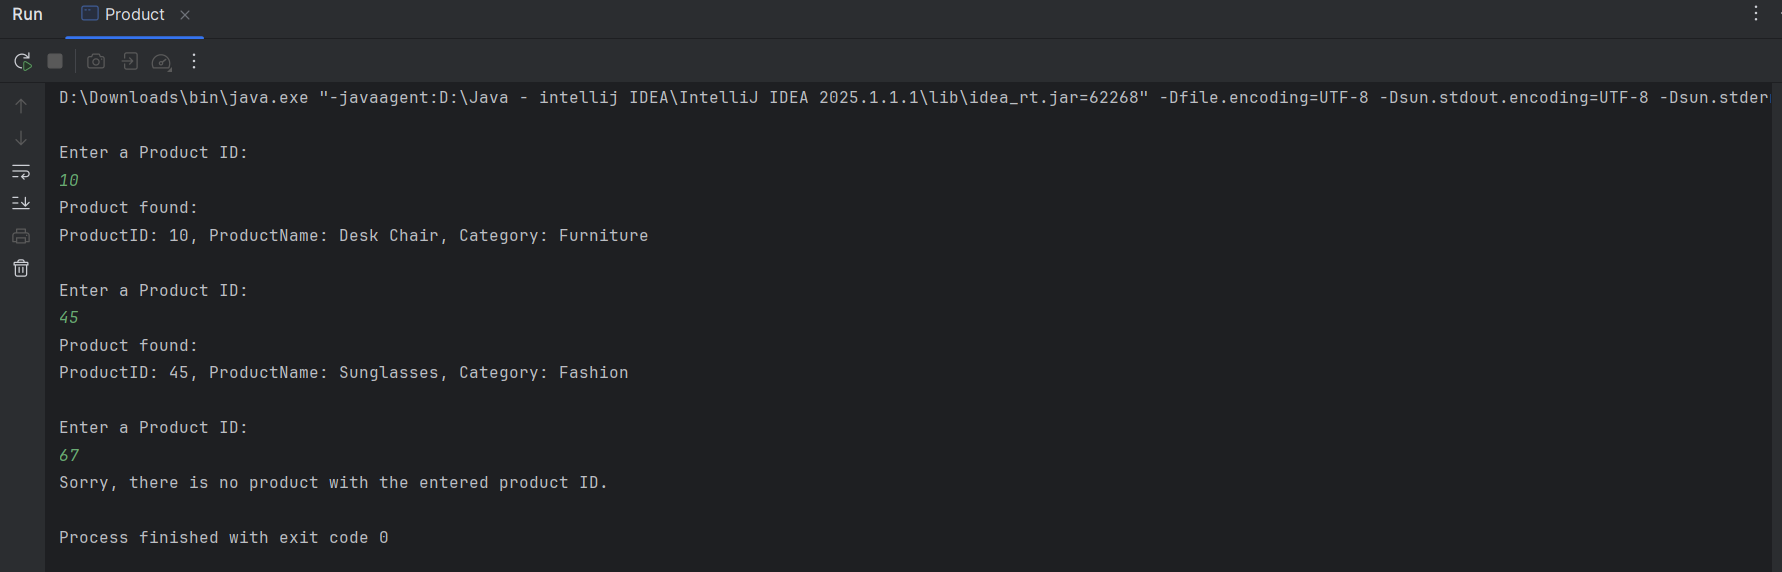 Run Product
D:\Downloads\bin\java.exe "-javaagent:D:\Java - intellij IDEA\IntelliJ IDEA 2025.1.1.1\lib\idea_rt.jar=62268" -Dfile.encoding=UTF-8 -Dsun.stdout.encoding=UTF-8 -Dsun.stder
Enter a Product ID:
10
Product found:
ProductID: 10, ProductName: Desk Chair, Category: Furniture
Enter a Product ID:
45
Product found:
ProductID: 45, ProductName: Sunglasses, Category: Fashion
Enter a Product ID:
67
Sorry, there is no product with the entered product ID.
Process finished with exit code 0